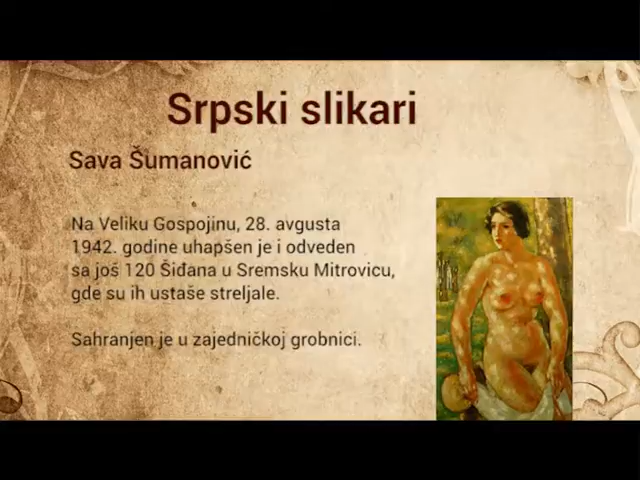 Srpski slikari
Sava Šumanović
Na Veliku Gospojinu, 28. avgusta
1942. godine uhapšen je i odveden
sa još 120 Šiđana u Sremsku Mitrovicu,
gde su ih ustaše streljale.
Sahranjen je u zajedničkoj grobnici.